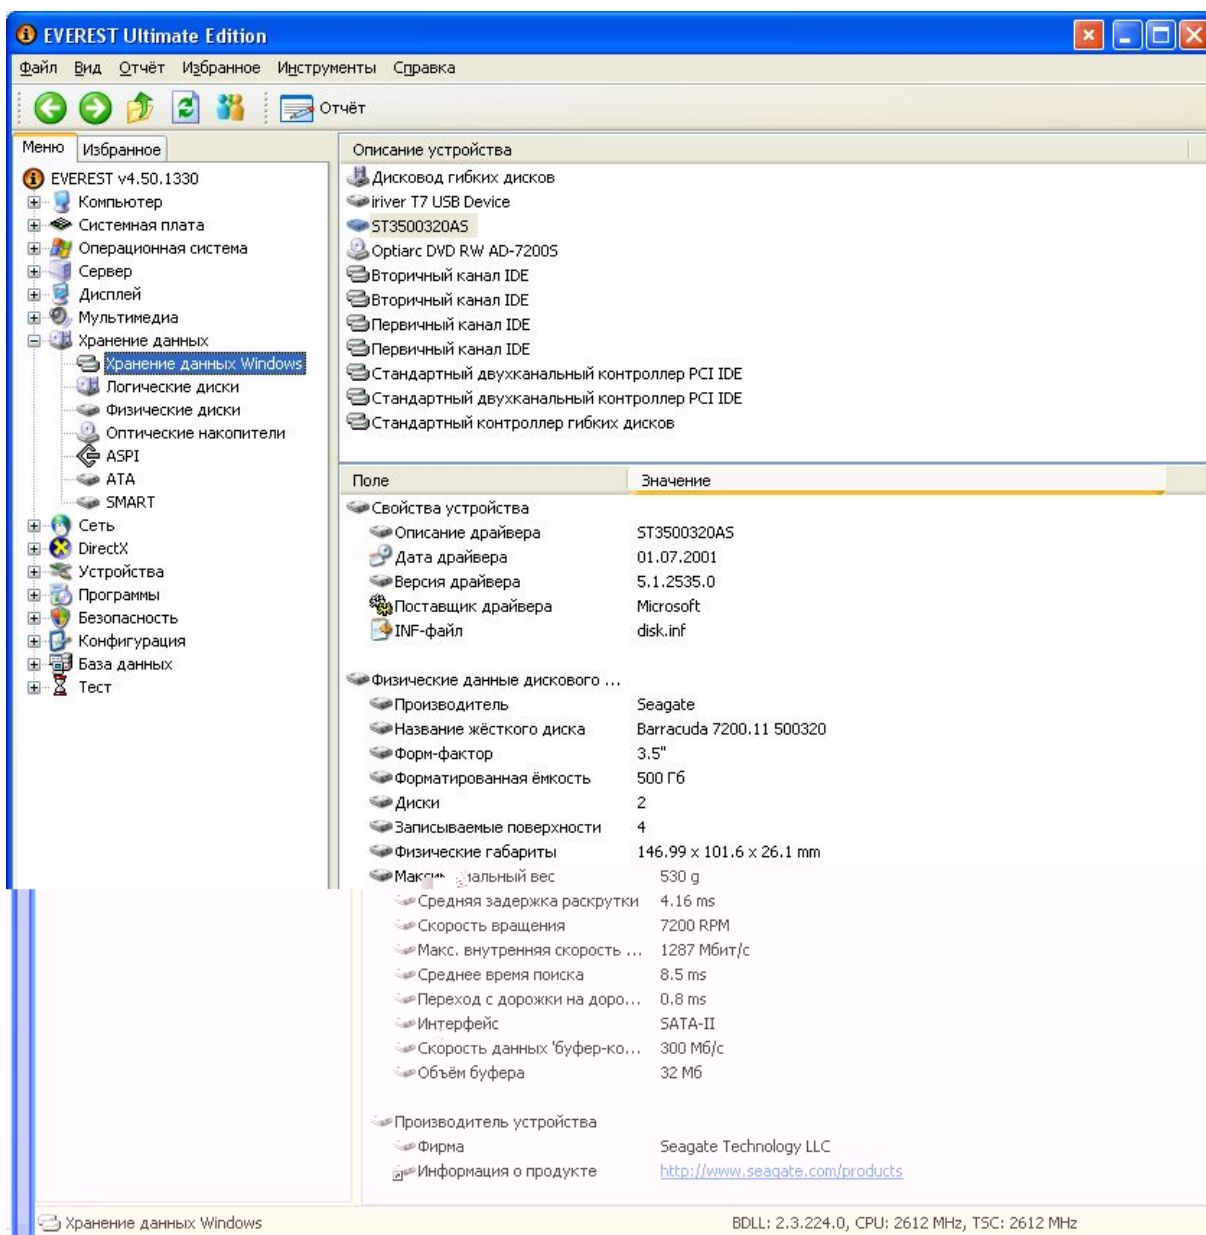 EVEREST Ultimate Edition
Файл Вид Отчёт Избранное Инструменты Справка
Отчёт
Меню Избранное
EVEREST v4.50.1330
Компьютер
Системная плата
Операционная система
Сервер
Дисплей
Мультимедиа
Хранение данных
Хранение данных Windows
Логические диски
Физические диски
Оптические накопители
ASPI
ATA
SMART
Сеть
DirectX
Устройства
Программы
Безопасность
Конфигурация
База данных
Тест
Описание устройства
Дисковод гибких дисков
iriver T7 USB Device
ST3500320AS
Optiarc DVD RW AD-7200S
Вторичный канал IDE
Вторичный канал IDE
Первичный канал IDE
Первичный канал IDE
Стандартный двухканальный контроллер PCI IDE
Стандартный двухканальный контроллер PCI IDE
Стандартный контроллер гибких дисков
Поле Значение
Свойства устройства
Описание драйвера ST3500320AS
Дата драйвера 01.07.2001
Версия драйвера 5.1.2535.0
Поставщик драйвера Microsoft
INF-файл disk.inf
Физические данные дискового ...
Производитель Seagate
Название жёсткого диска Barracuda 7200.11 500320
Форм-фактор 3.5"
Форматированная ёмкость 500 Гб
Диски 2
Записываемые поверхности 4
Физические габариты 146.99 x 101.6 x 26.1 mm
вес 530 g
Средняя задержка раскрутки 4.16 ms
Скорость вращения 7200 RPM
Макс. внутренняя скорость ... 1287 Мбит/с
Среднее время поиска 8.5 ms
Переход с дорожки на доро... 0.8 ms
Интерфейс SATA-II
Скорость данных 'буфер-ко... 300 Мб/с
Объём буфера 32 Мб
Производитель устройства
Фирма Seagate Technology LLC
Информация о продукте http://www.seagate.com/products
Хранение данных Windows BDLL: 2.3.224.0, CPU: 2612 MHz, TSC: 2612 MHz